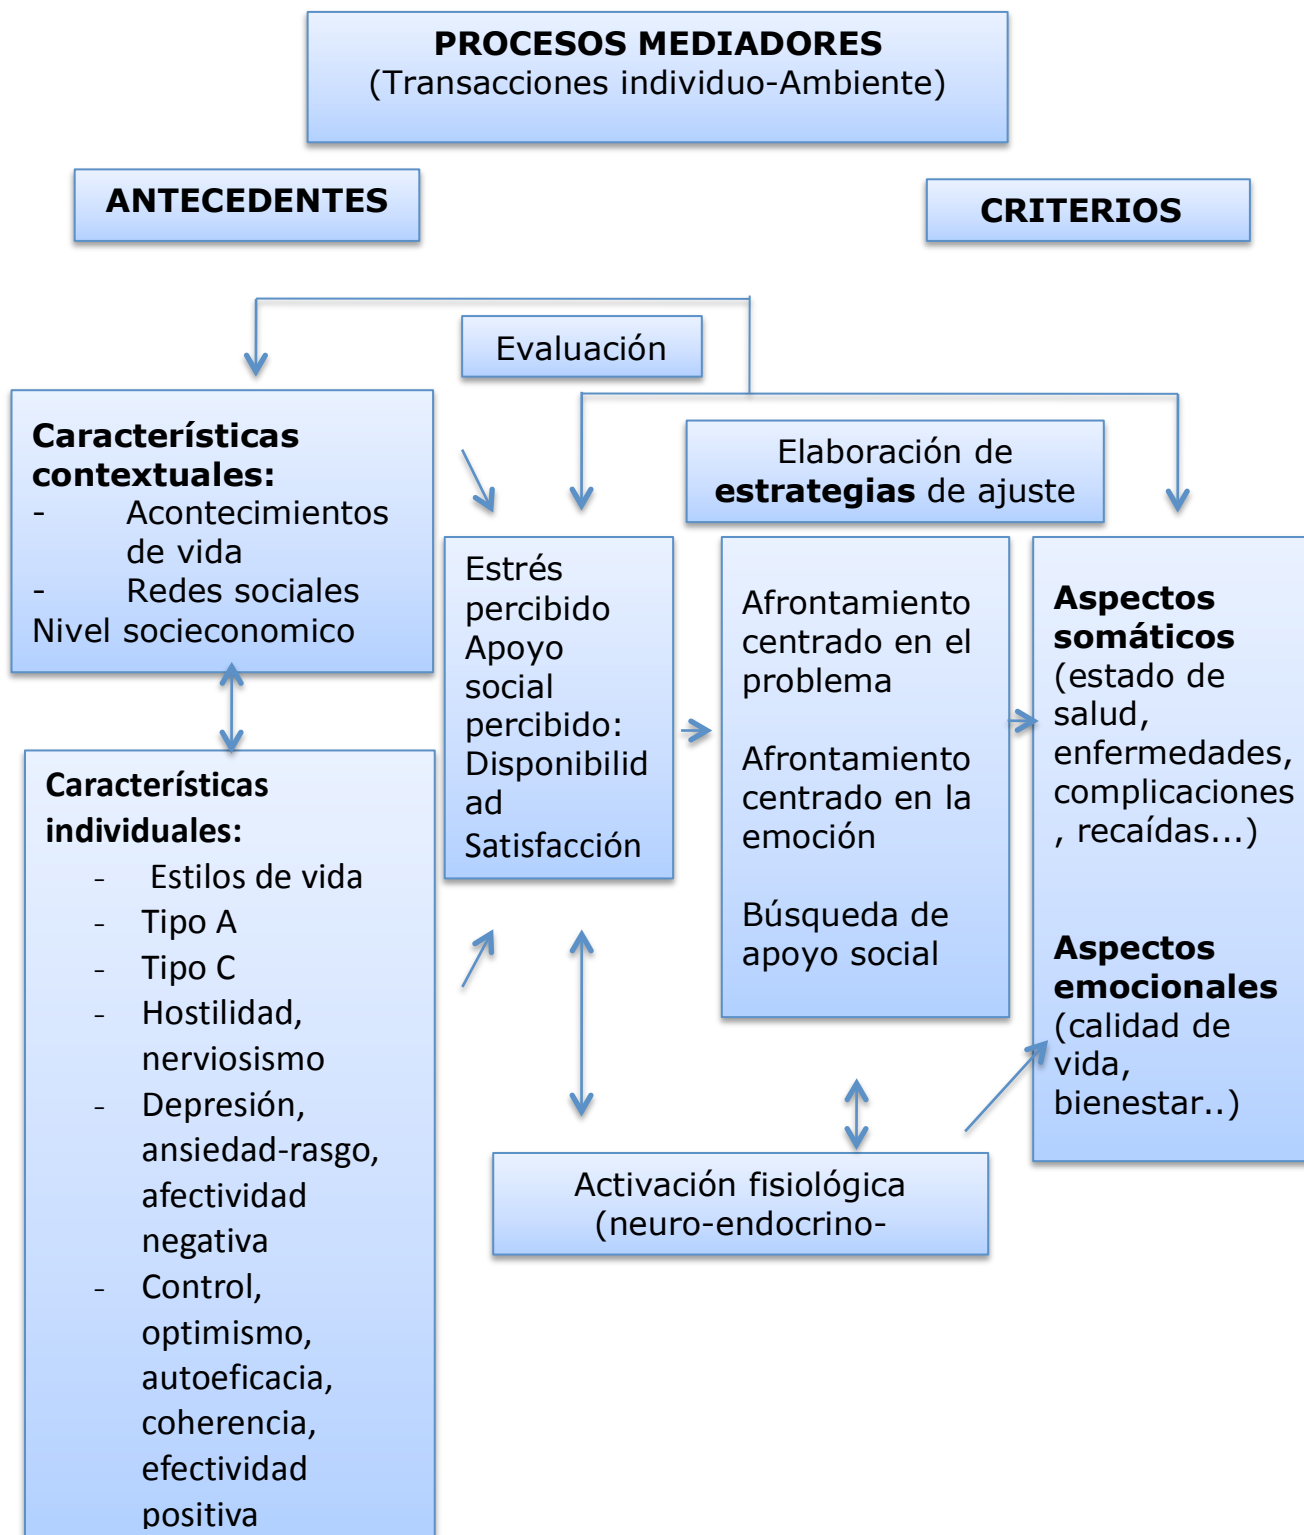 PROCESOS MEDIADORES
(Transacciones individuo-Ambiente)
ANTECEDENTES
CRITERIOS
Evaluación
Características
contextuales:
- Acontecimientos
de vida
- Redes sociales
Nivel socieconomico
Elaboración de
estrategias de ajuste
Estrés
percibido
Apoyo
social
percibido:
Disponibilid
ad
Satisfacción
Afrontamiento
centrado en el
problema
Afrontamiento
centrado en la
emoción
Búsqueda de
apoyo social
Aspectos
somáticos
(estado de
salud,
enfermedades,
complicaciones
, recaídas...)
Aspectos
emocionales
(calidad de
vida,
bienestar..)
Características
individuales:
- Estilos de vida
- Tipo A
- Tipo C
- Hostilidad,
nerviosismo
- Depresión,
ansiedad-rasgo,
afectividad
negativa
- Control,
optimismo,
autoeficacia,
coherencia,
efectividad
positiva
Activación fisiológica
(neuro-endocrino-